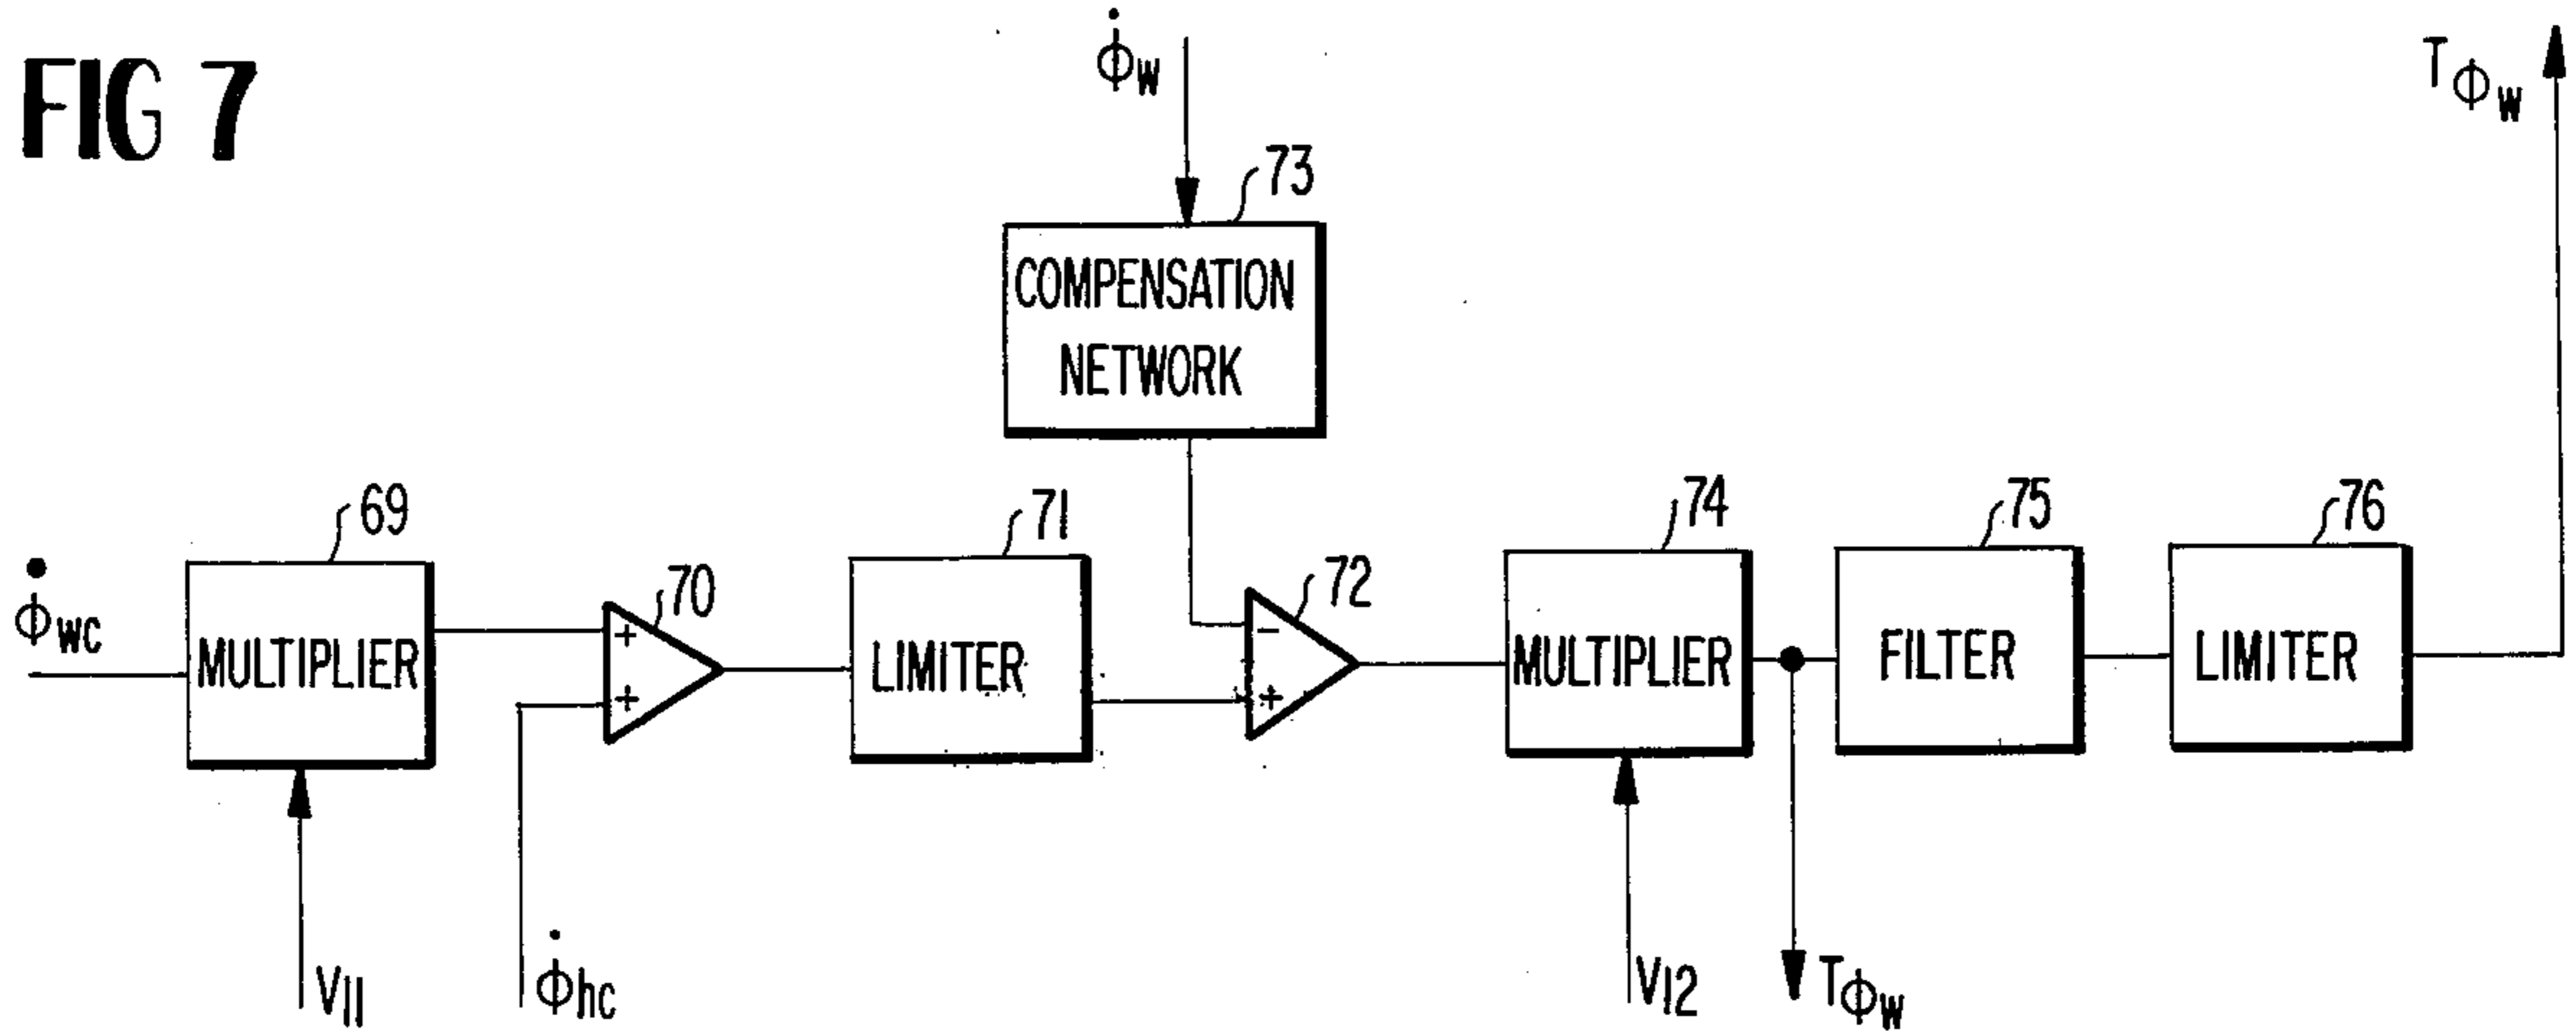 FIG 7
Φ̇w
TΦw
73
COMPENSATION
NETWORK
69
70
71
72
74
75
76
Φ̇wc
MULTIPLIER
+
+
LIMITER
−
+
MULTIPLIER
FILTER
LIMITER
V11
Φ̇hc
V12
TΦw